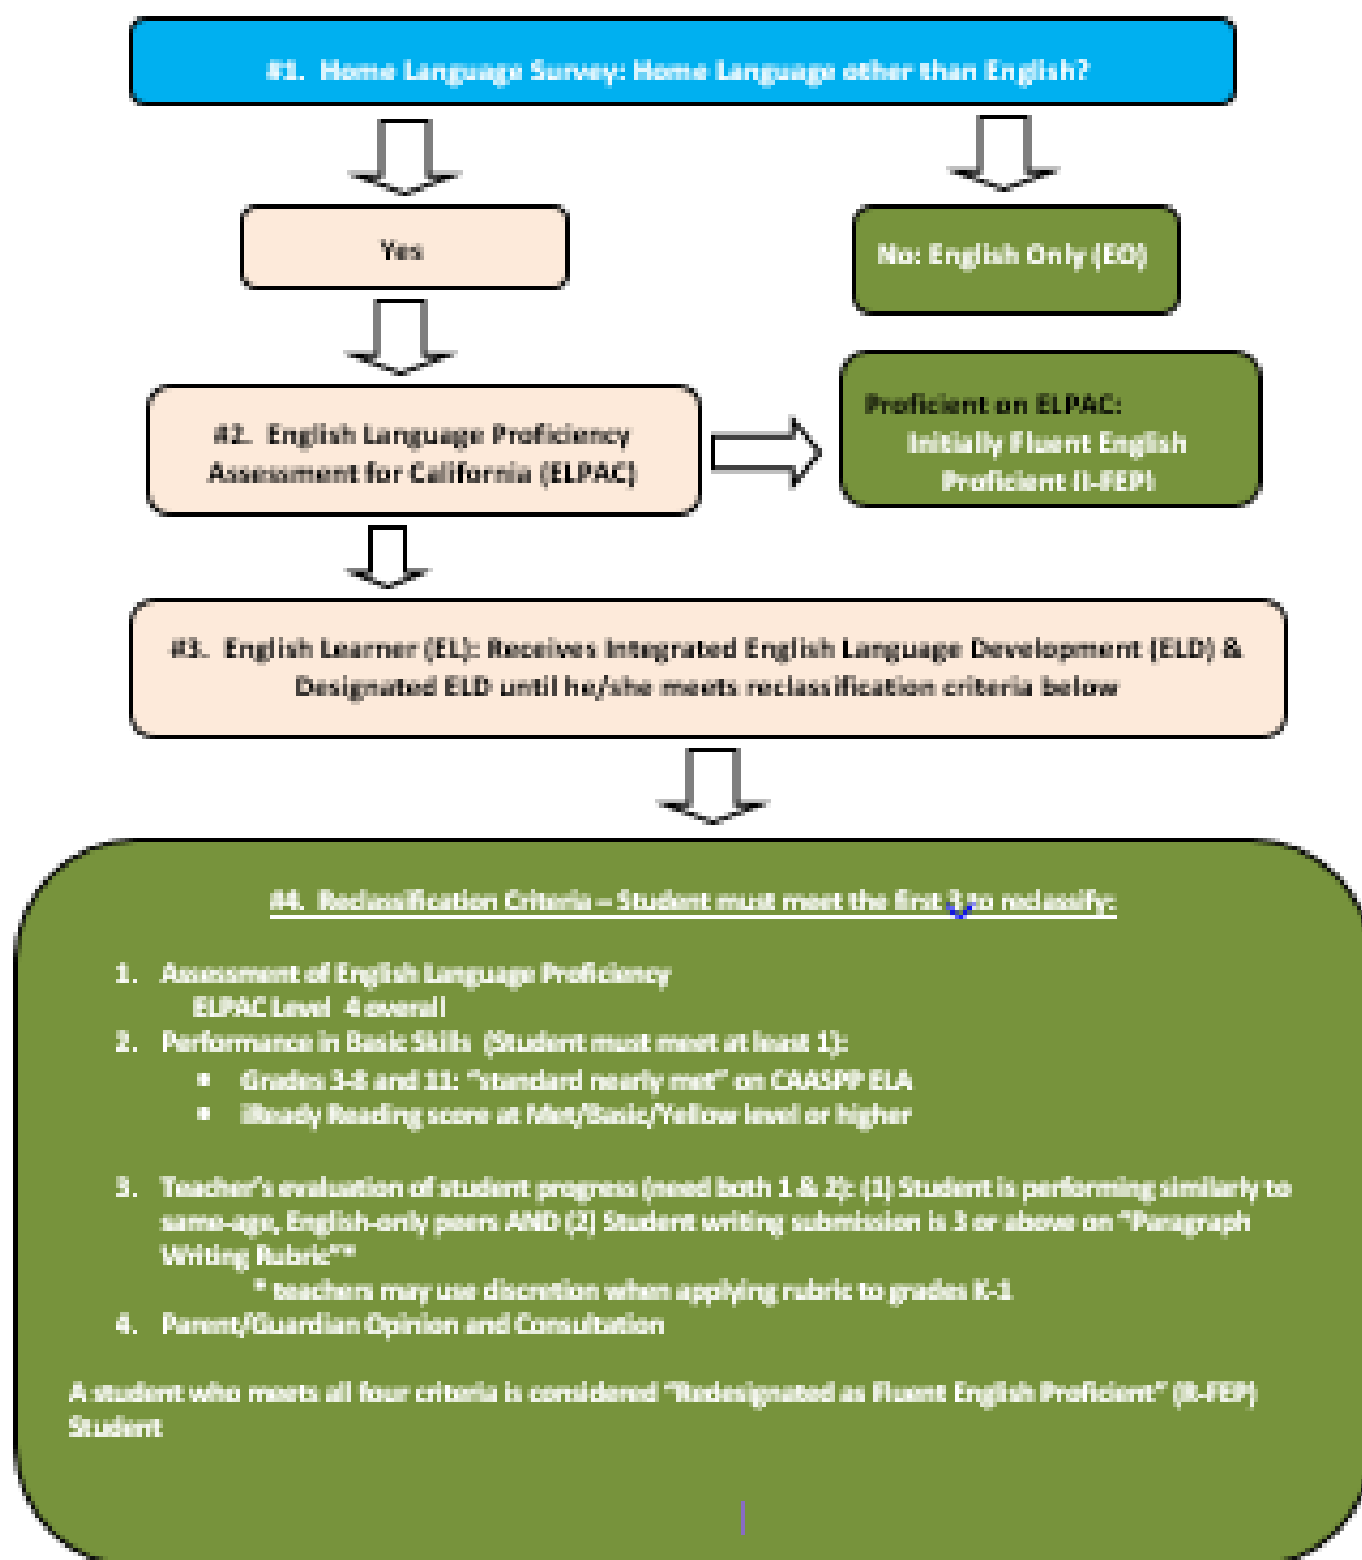 #1. Home Language Survey: Home Language other than English?
Yes
No: English Only (EO)
#2. English Language Proficiency
Assessment for California (ELPAC)
Proficient on ELPAC:
Initially Fluent English
Proficient (I-FEP)
#3. English Learner (EL): Receives Integrated English Language Development (ELD) &
Designated ELD until he/she meets reclassification criteria below
#4. Reclassification Criteria – Student must meet the first to reclassify:
1. Assessment of English Language Proficiency
ELPAC Level 4 overall
2. Performance in Basic Skills (Student must meet at least 1):
▪ Grades 3-8 and 11: "standard nearly met" on CAASPP ELA
▪ iReady Reading score at Met/Basic/Yellow level or higher
3. Teacher's evaluation of student progress (need both 1 & 2): (1) Student is performing similarly to
same-age, English-only peers AND (2) Student writing submission is 3 or above on "Paragraph
Writing Rubric"*
* teachers may use discretion when applying rubric to grades K-1
4. Parent/Guardian Opinion and Consultation
A student who meets all four criteria is considered "Redesignated as Fluent English Proficient" (R-FEP)
Student